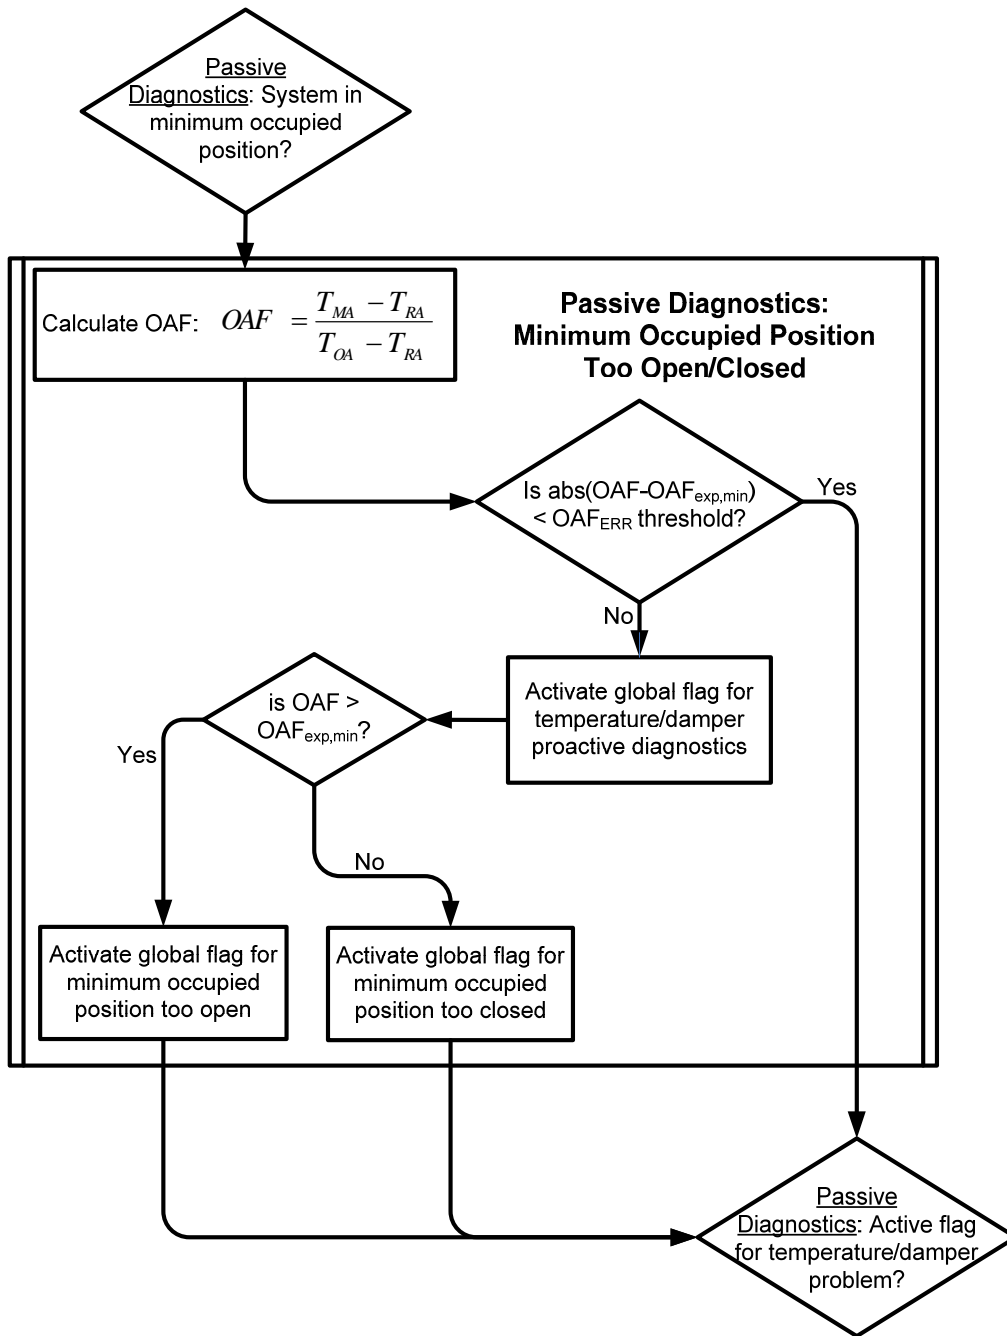 Passive
Diagnostics: System in
minimum occupied
position?
Calculate OAF: OAF = T_MA − T_RA / T_OA − T_RA
Passive Diagnostics:
Minimum Occupied Position
Too Open/Closed
Is abs(OAF-OAFexp,min)
< OAFERR threshold?
Yes
No
Activate global flag for
temperature/damper
proactive diagnostics
is OAF >
OAFexp,min?
Yes
No
Activate global flag for
minimum occupied
position too open
Activate global flag for
minimum occupied
position too closed
Passive
Diagnostics: Active flag
for temperature/damper
problem?